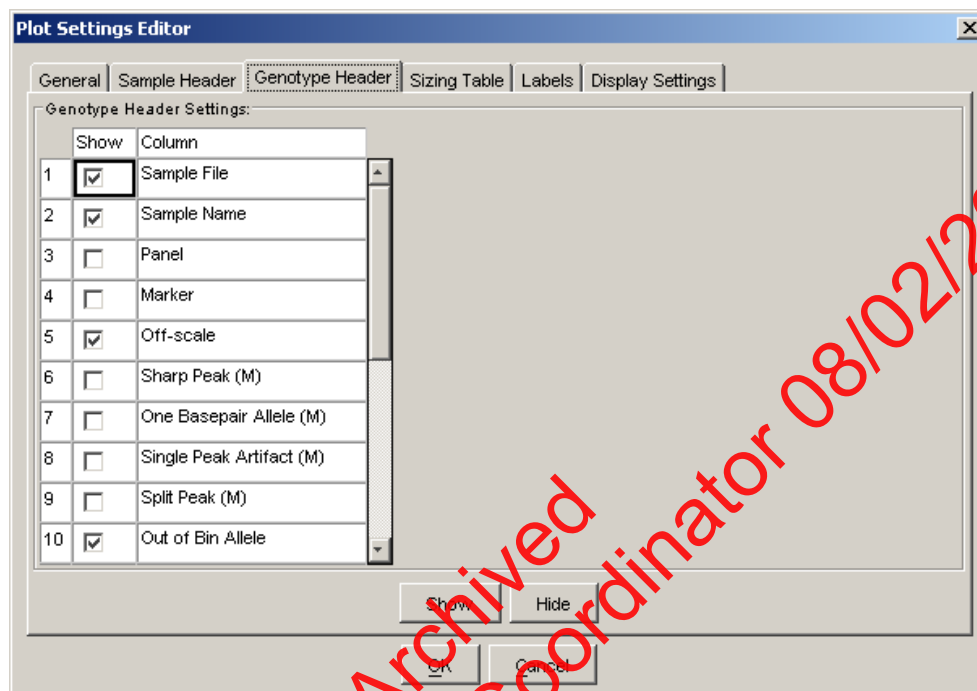 Plot Settings Editor
General Sample Header Genotype Header Sizing Table Labels Display Settings
Genotype Header Settings:
Show Column
1 Sample File
2 Sample Name
3 Panel
4 Marker
5 Off-scale
6 Sharp Peak (M)
7 One Basepair Allele (M)
8 Single Peak Artifact (M)
9 Split Peak (M)
10 Out of Bin Allele
Show Hide
OK Cancel
Archived
Coordinator 08/02/2